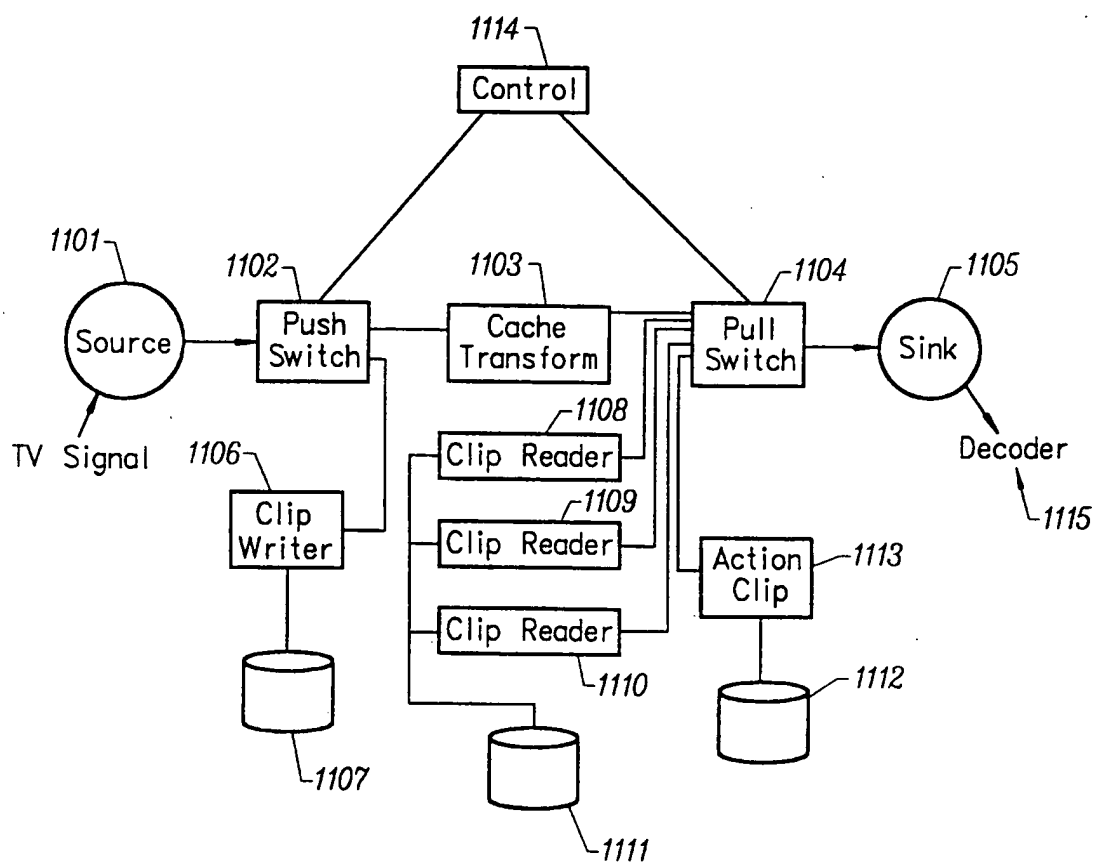 1114
Control
1101
1102
1103
1104
1105
Source
Push
Switch
Cache
Transform
Pull
Switch
Sink
TV Signal
1106
1108
Clip Reader
Decoder
1115
Clip
Writer
1109
Clip Reader
Action
Clip
1113
Clip Reader
1110
1112
1107
1111